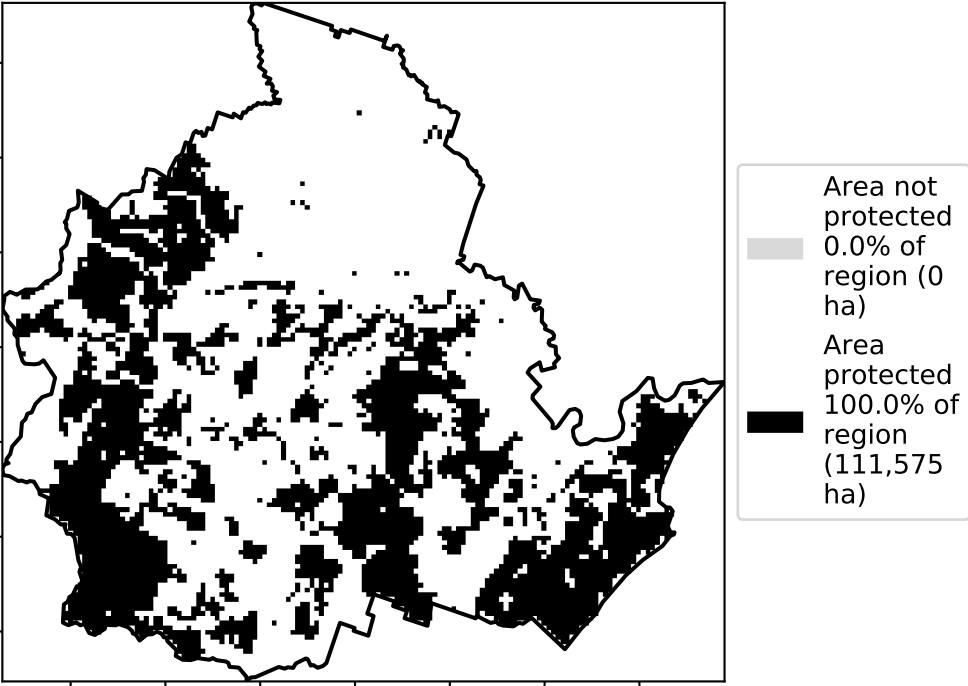 Area not
protected
0.0% of
region (0
ha)
Area
protected
100.0% of
region
(111,575
ha)